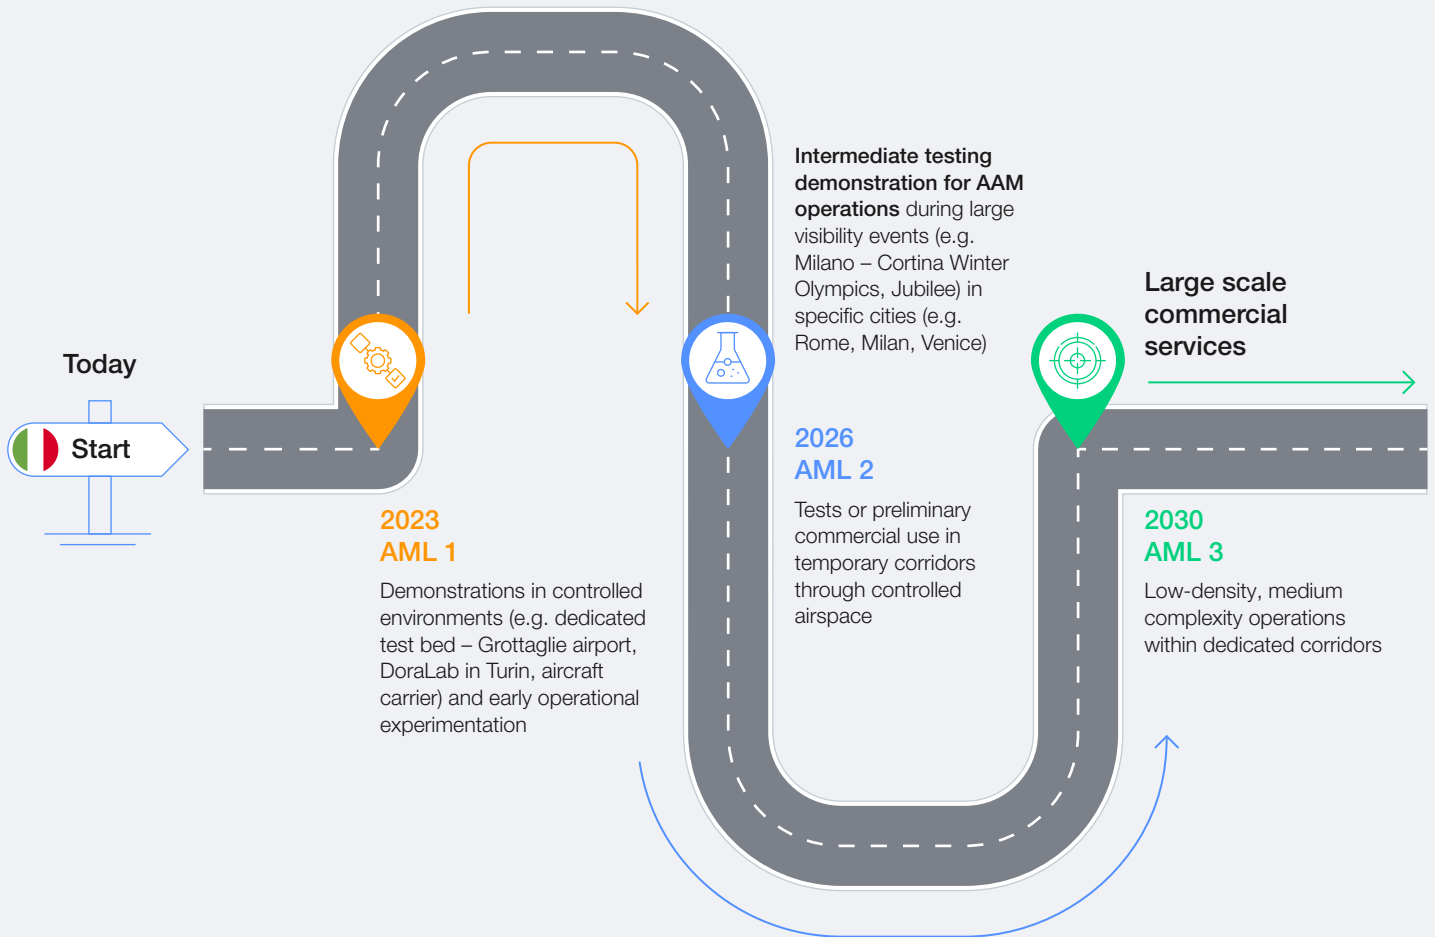 Today
Start
2023
AML 1
Demonstrations in controlled
environments (e.g. dedicated
test bed – Grottaglie airport,
DoraLab in Turin, aircraft
carrier) and early operational
experimentation
Intermediate testing
demonstration for AAM
operations during large
visibility events (e.g.
Milano – Cortina Winter
Olympics, Jubilee) in
specific cities (e.g.
Rome, Milan, Venice)
2026
AML 2
Tests or preliminary
commercial use in
temporary corridors
through controlled
airspace
Large scale
commercial
services
2030
AML 3
Low-density, medium
complexity operations
within dedicated corridors